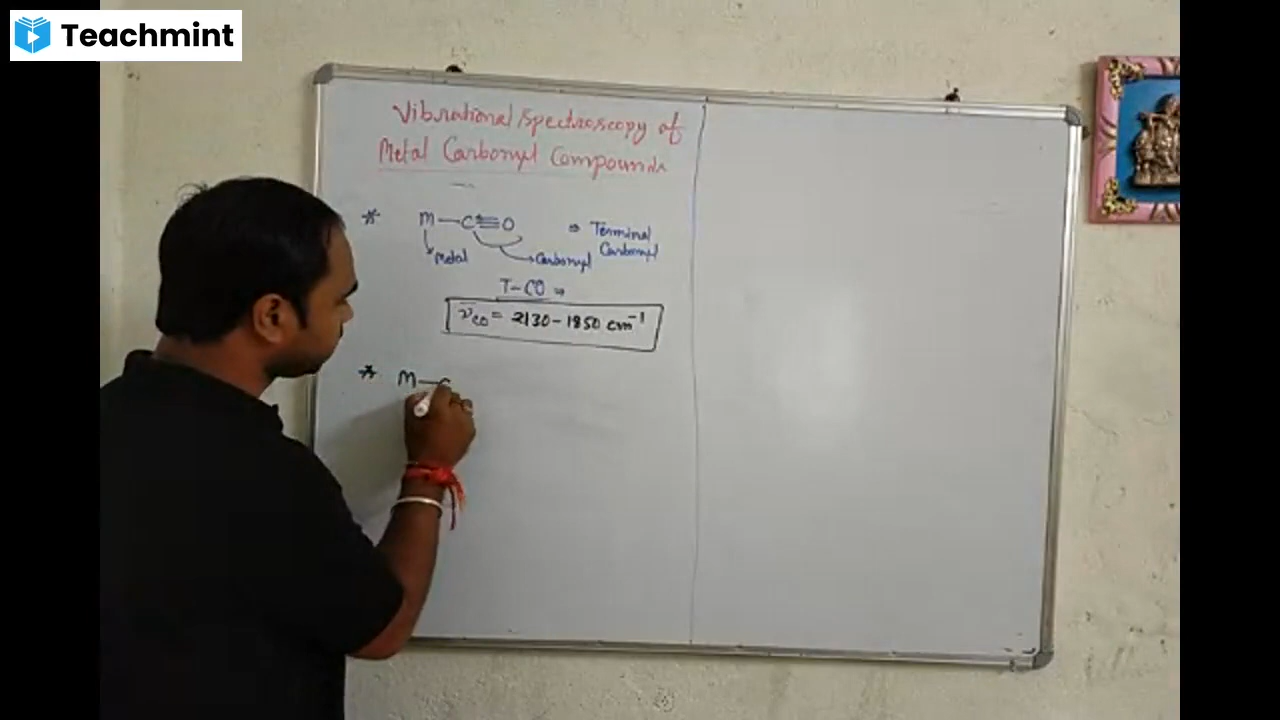 Teachmint
Vibrational Spectroscopy of
Metal Carbonyl Compounds
* M—C≡O ⇒ Terminal
Carbonyl
Metal Carbonyl
T-CO ⇒
ν̅co = 2130-1850 cm⁻¹
* M—C